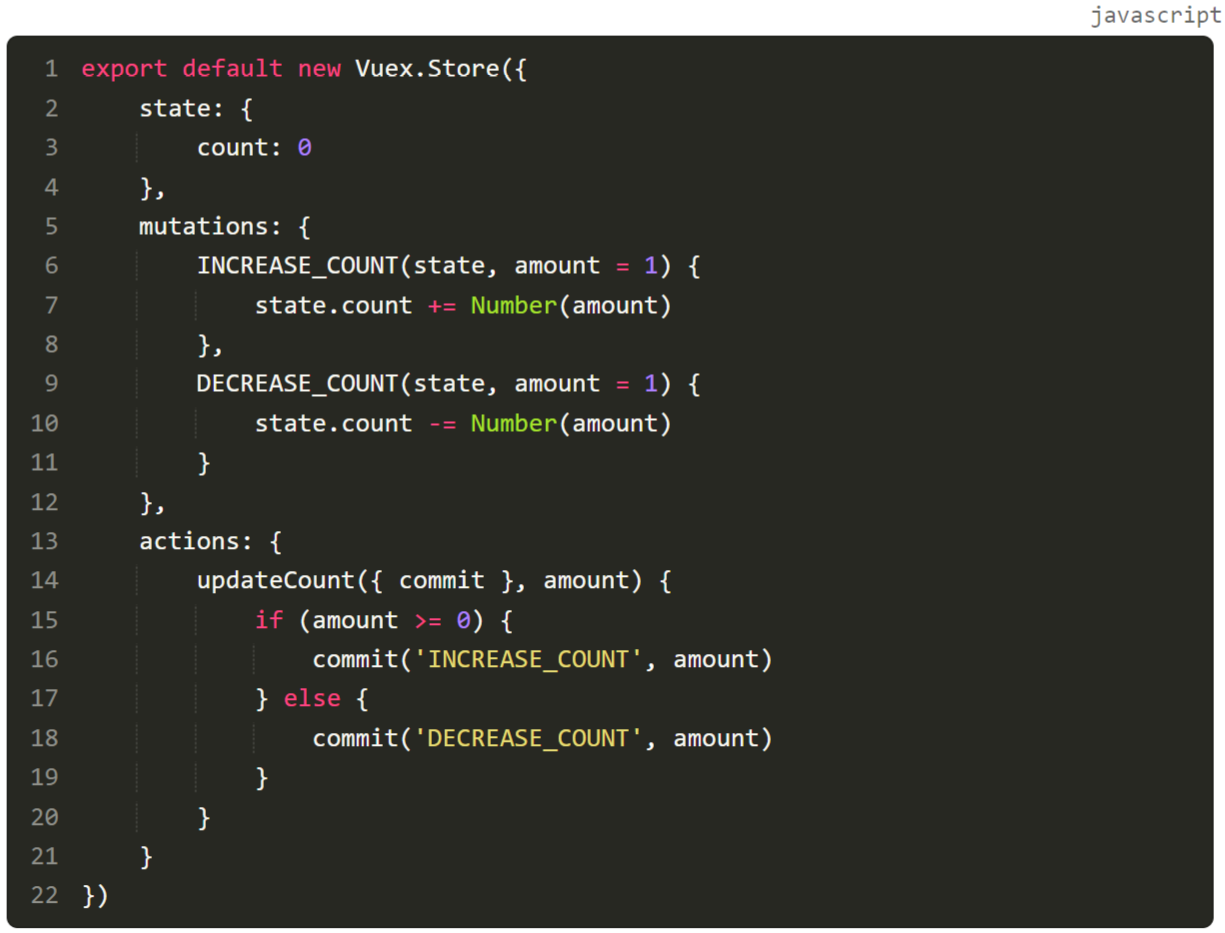 javascript
1 export default new Vuex.Store({
2     state: {
3         count: 0
4     },
5     mutations: {
6         INCREASE_COUNT(state, amount = 1) {
7             state.count += Number(amount)
8         },
9         DECREASE_COUNT(state, amount = 1) {
10             state.count -= Number(amount)
11         }
12     },
13     actions: {
14         updateCount({ commit }, amount) {
15             if (amount >= 0) {
16                 commit('INCREASE_COUNT', amount)
17             } else {
18                 commit('DECREASE_COUNT', amount)
19             }
20         }
21     }
22 })